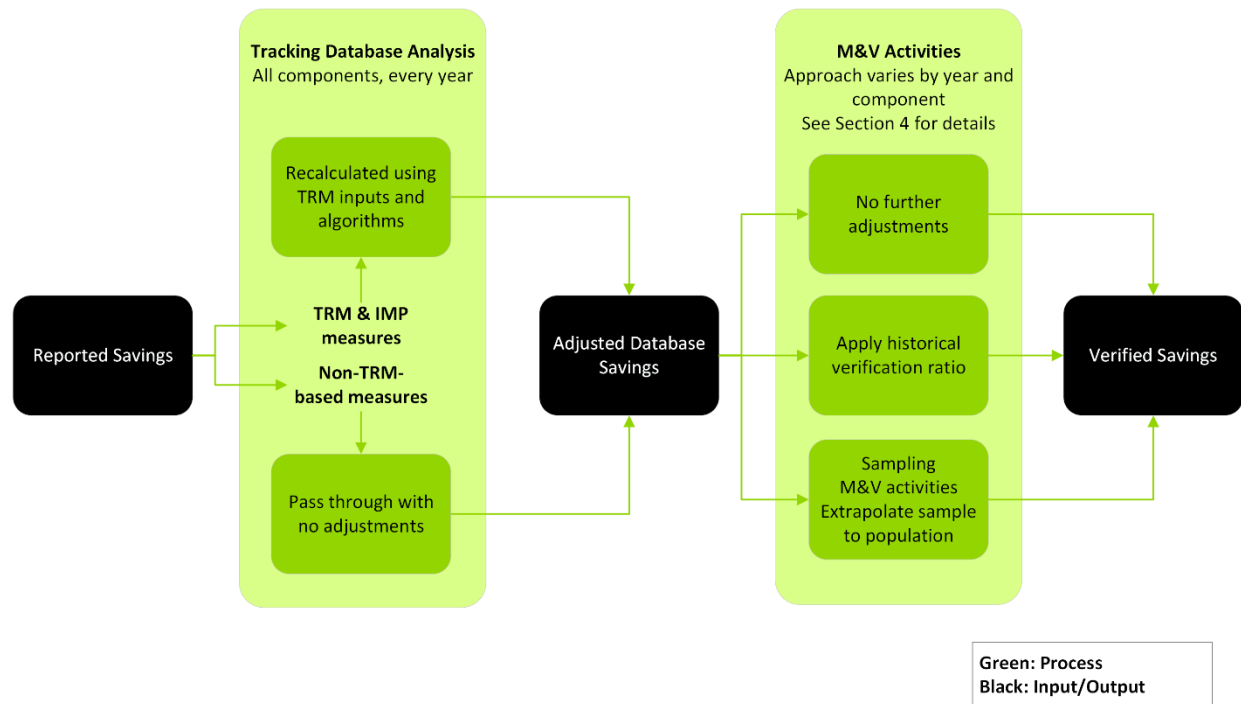 Tracking Database Analysis
All components, every year
Recalculated using
TRM inputs and
algorithms
Reported Savings
TRM & IMP
measures
Non-TRM-
based measures
Pass through with
no adjustments
Adjusted Database
Savings
M&V Activities
Approach varies by year and
component
See Section 4 for details
No further
adjustments
Apply historical
verification ratio
Sampling
M&V activities
Extrapolate sample
to population
Verified Savings
Green: Process
Black: Input/Output